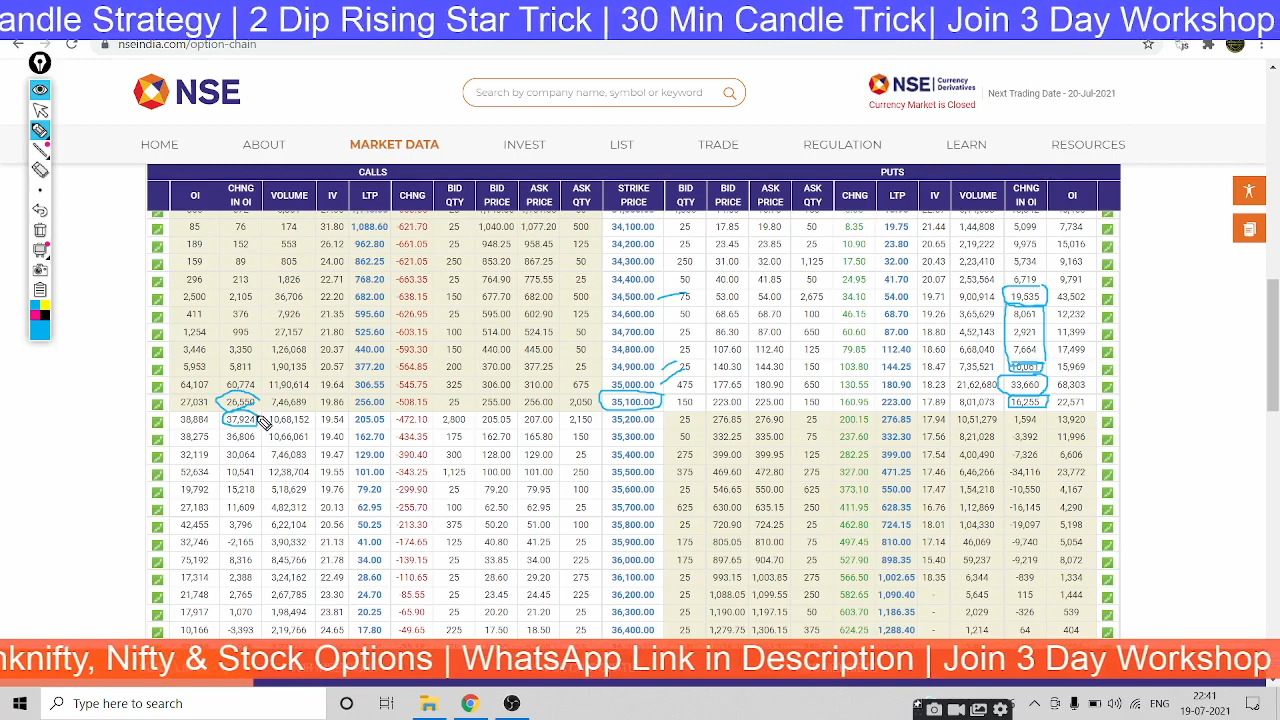 andle Studies | 2 Dip Rising Star Trick | 30 Min Candle Trick| Join 3 Day Workshop
nseindia.com/option-chain
NSE
Search by company name, symbol or keyword
NSE Currency Derivatives
Currency Market is Closed
Next Trading Date - 20-Jul-2021
HOME ABOUT MARKET DATA INVEST LIST TRADE REGULATION LEARN RESOURCES
CALLS PUTS
OI CHNG IN OI VOLUME IV LTP CHNG BID QTY BID PRICE ASK PRICE ASK QTY STRIKE PRICE BID QTY BID PRICE ASK PRICE ASK QTY CHNG LTP IV VOLUME CHNG IN OI OI
76 174 31.80 1,088.60 -621.70 25 1,040.00 1,077.20 500 34,100.00 25 17.85 19.80 150 8.35 19.75 1,44,808 5,099 7,734
189 152 553 26.12 962.80 -651.05 25 948.25 25 34,200.00 25 23.45 23.85 25 10.90 23.80 20.65 2,19,222 9,975 15,016
159 89 805 24.00 862.25 -621.05 25 853.20 867.25 50 34,300.00 250 31.00 32.00 1,125 17.50 32.00 20.43 2,23,410 5,734 9,163
296 213 1,826 22.71 768.20 -663.35 25 764.90 775.55 25 34,400.00 50 40.00 41.85 50 24.95 41.70 20.07 2,53,564 6,719 9,791
2,500 2,105 36,706 682.00 -638.15 150 677.70 682.00 500 34,500.00 75 53.00 54.00 2,675 34.10 54.00 19.71 9,00,914 19,535 43,502
411 376 595.60 -626.95 25 595.00 602.90 125 34,600.00 50 68.65 68.70 100 46.15 68.70 19.26 3,65,629 8,061 12,232
1,254 995 27,157 21.80 525.60 -603.15 100 514.00 524.15 50 34,700.00 125 86.30 87.00 650 60.60 87.00 18.80 4,52,143 2,921 11,399
3,446 3,350 1,26,068 20.37 440.00 -593.30 150 440.00 445.00 50 34,800.00 150 107.60 112.40 125 79.85 112.40 18.60 6,68,040 7,664 17,499
5,953 5,811 1,90,135 20.57 377.20 -564.80 200 367.00 377.00 100 34,900.00 25 140.30 144.30 150 103.80 144.25 18.47 7,35,521 15,969
64,107 60,774 11,90,614 19.86 306.55 -545.75 325 306.00 310.00 675 35,000.00 475 177.65 180.90 650 130.55 180.90 18.23 21,62,680 33,660 68,303
27,031 26,550 7,46,689 19.86 256.00 -508.15 25 255.00 256.00 2,050 35,100.00 150 223.00 225.00 150 160.95 223.00 17.89 8,01,073 16,255 22,571
38,884 37,924 10,68,152 19.54 205.05 -472.10 2,800 205.05 207.00 2,150 35,200.00 25 276.85 278.55 25 200.15 276.85 17.94 10,51,279 1,594 13,920
38,275 36,806 10,66,061 19.40 162.70 -434.35 175 162.70 165.80 150 35,300.00 50 332.25 335.00 75 237.60 332.30 17.56 8,21,028 -3,392 11,996
32,119 30,064 7,46,083 19.47 129.00 -390.40 300 129.00 131.00 25 35,400.00 275 399.00 399.95 125 282.25 399.00 17.54 4,00,490 -7,326 6,606
52,634 10,541 12,38,704 19.55 101.00 -343.25 375 100.00 101.00 250 35,500.00 375 469.60 472.80 275 327.00 471.25 17.56 6,46,266 -34,116 23,772
19,792 15,218 5,18,629 19.76 79.20 -299.90 25 79.20 79.95 100 35,600.00 25 546.65 550.00 125 373.10 550.00 17.47 1,54,218 -10,550 4,167
27,183 11,609 4,82,312 20.13 62.95 -255.70 100 62.50 62.95 25 35,700.00 625 630.00 635.15 250 411.95 628.35 16.76 1,12,869 -16,145 4,290
42,455 3,796 6,22,104 20.56 50.25 -213.30 375 50.20 51.00 100 35,800.00 25 720.90 724.25 25 462.80 724.15 18.01 1,04,330 -19,097 5,198
32,746 -2,165 3,90,332 21.13 41.00 -174.65 125 40.80 41.25 25 35,900.00 175 805.05 810.00 75 497.45 810.00 17.14 46,069 -9,740 5,054
75,192 8,316 8,45,766 21.78 34.00 -139.15 25 33.85 34.00 225 36,000.00 175 897.65 904.70 25 527.90 898.35 15.40 59,237 -9,219 8,072
17,314 2,388 3,24,162 22.49 28.60 -110.65 25 28.60 29.20 275 36,100.00 25 993.15 1,003.85 275 566.50 1,002.65 18.35 6,344 -839 1,334
21,748 2,765 2,67,785 23.30 24.70 -85.55 25 23.45 24.45 225 36,200.00 25 1,088.05 1,099.55 250 582.65 1,090.40 - 5,645 115 1,444
17,917 1,070 1,98,494 23.81 20.25 -65.90 25 20.20 21.20 25 36,300.00 25 1,190.00 1,197.15 50 603.70 1,186.35 - 2,029 -326 539
10,166 -3,393 2,19,766 24.65 17.80 -49.65 225 17.50 18.50 25 36,400.00 25 1,279.75 1,306.15 375 624.25 1,288.40 - 1,214 64 404
nknifty, Nifty & Stock Options | WhatsApp Link in Description | Join 3 Day Workshop
Type here to search
ENG
22:41
19-07-2021